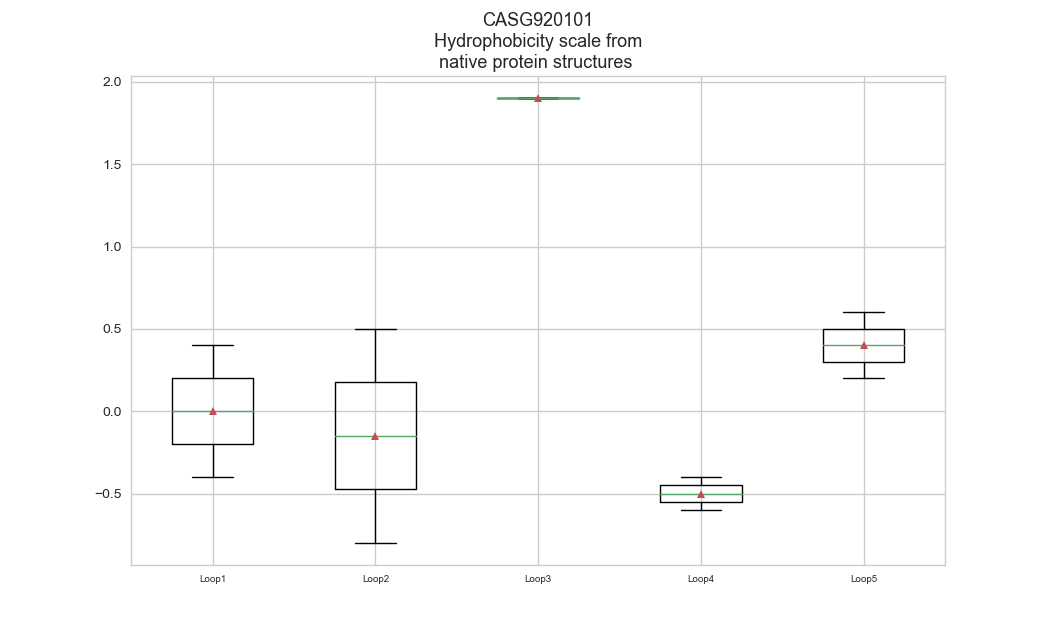 CASG920101
Hydrophobicity scale from
native protein structures
2.0
1.5
1.0
0.5
0.0
−0.5
Loop1 Loop2 Loop3 Loop4 Loop5